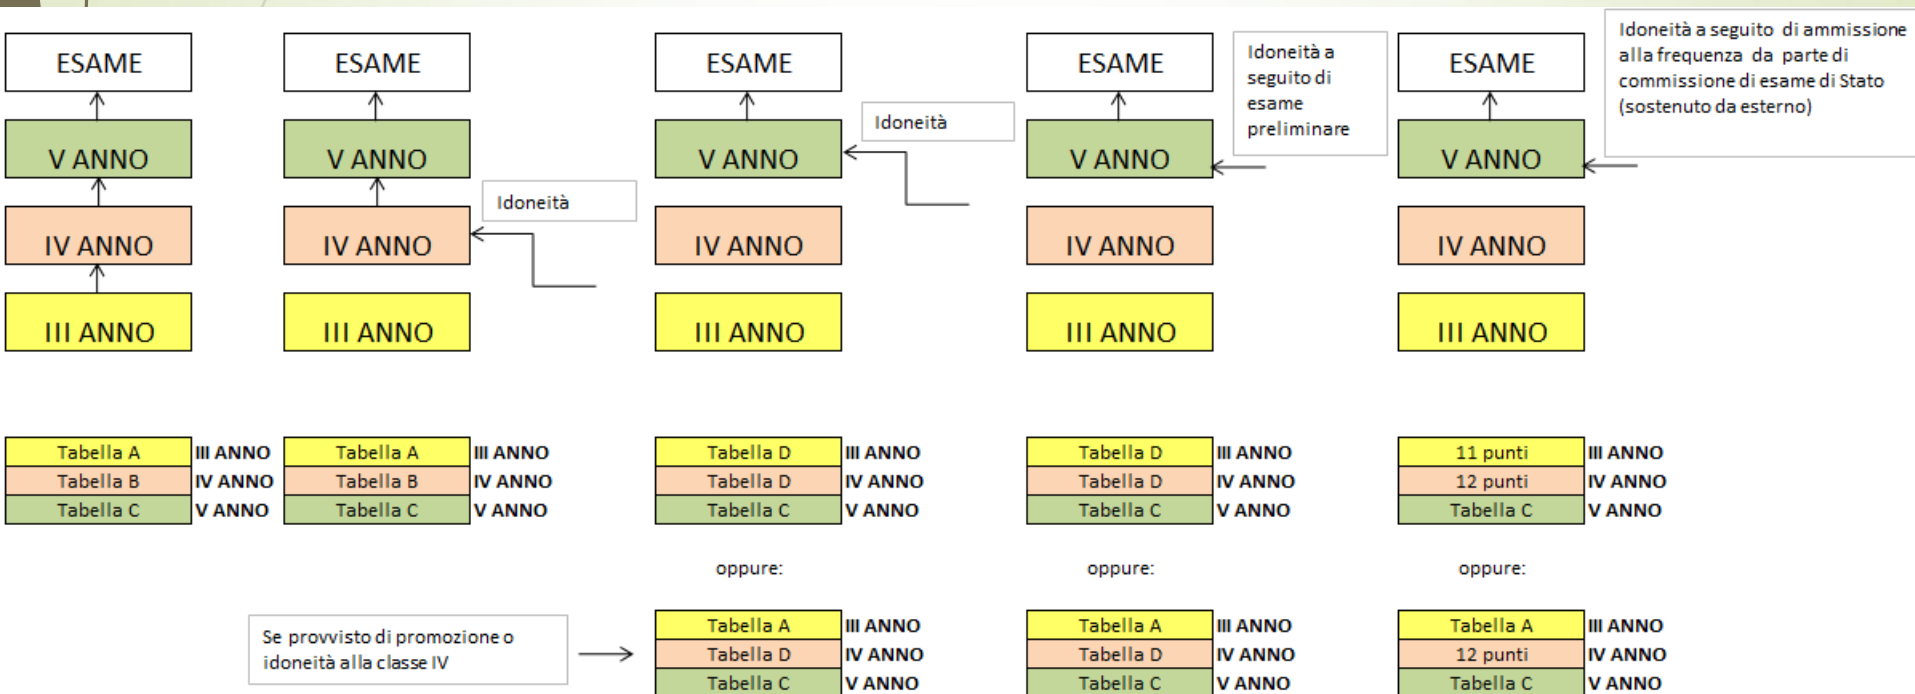 ESAME
V ANNO
IV ANNO
III ANNO
ESAME
V ANNO
IV ANNO
III ANNO
Idoneità
ESAME
V ANNO
IV ANNO
III ANNO
Idoneità
ESAME
V ANNO
IV ANNO
III ANNO
Idoneità a
seguito di
esame
preliminare
ESAME
V ANNO
IV ANNO
III ANNO
Idoneità a seguito di ammissione
alla frequenza da parte di
commissione di esame di Stato
(sostenuto da esterno)
Tabella A III ANNO
Tabella B IV ANNO
Tabella C V ANNO
Tabella A III ANNO
Tabella B IV ANNO
Tabella C V ANNO
Tabella D III ANNO
Tabella D IV ANNO
Tabella C V ANNO
Tabella D III ANNO
Tabella D IV ANNO
Tabella C V ANNO
11 punti III ANNO
12 punti IV ANNO
Tabella C V ANNO
oppure:
oppure:
oppure:
Se provvisto di promozione o
idoneità alla classe IV
Tabella A III ANNO
Tabella D IV ANNO
Tabella C V ANNO
Tabella A III ANNO
Tabella D IV ANNO
Tabella C V ANNO
Tabella A III ANNO
12 punti IV ANNO
Tabella C V ANNO